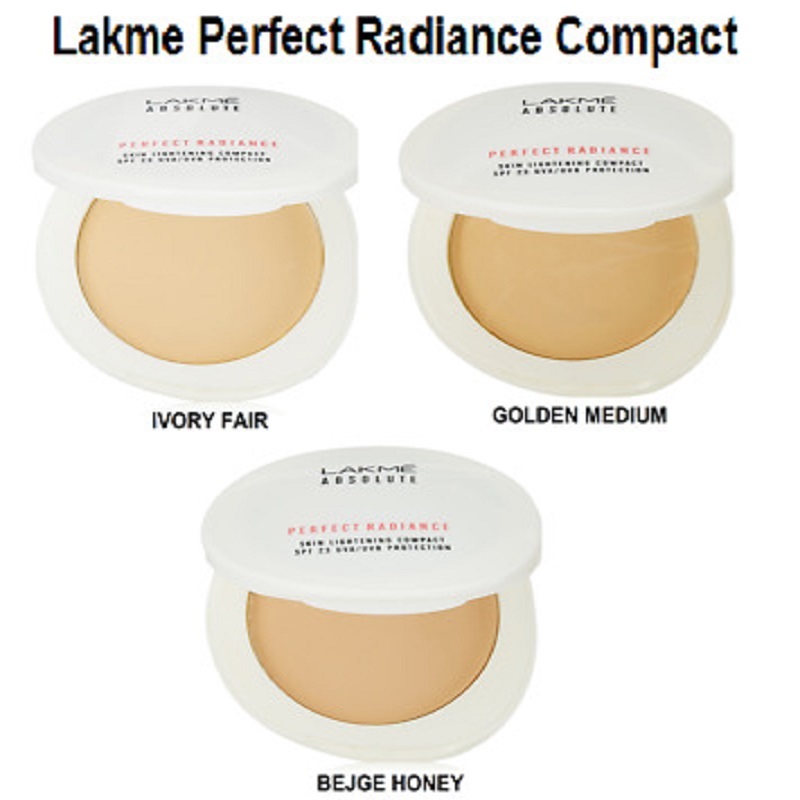 Lakme Perfect Radiance Compact
LAKMÉ
ABSOLUTE
PERFECT RADIANCE
SKIN LIGHTENING COMPACT
SPF 23 UVA/UVB PROTECTION
LAKMÉ
ABSOLUTE
PERFECT RADIANCE
SKIN LIGHTENING COMPACT
SPF 23 UVA/UVB PROTECTION
IVORY FAIR
GOLDEN MEDIUM
LAKMÉ
ABSOLUTE
PERFECT RADIANCE
SKIN LIGHTENING COMPACT
SPF 23 UVA/UVB PROTECTION
BEJGE HONEY